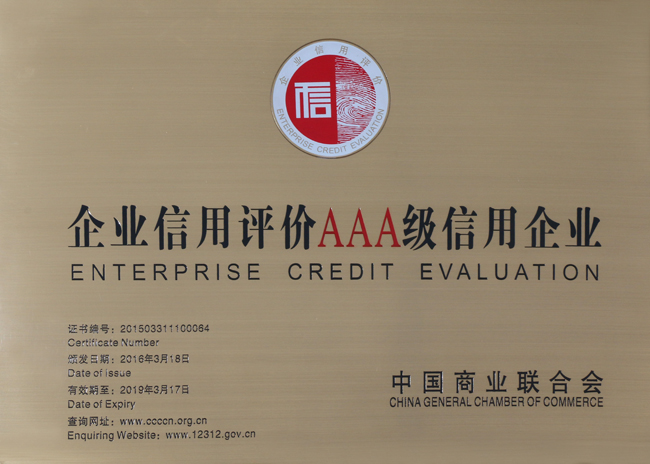 企业信用评价
信
ENTERPRISE CREDIT EVALUATION
企业信用评价AAA级信用企业
ENTERPRISE CREDIT EVALUATION
证书编号：201503311100064
Certificate Number
颁发日期：2016年3月18日
Date of issue
有效期至：2019年3月17日
Date of Expiry
查询网址：www.ccccn.org.cn
Enquiring Website：www.12312.gov.cn
中国商业联合会
CHINA GENERAL CHAMBER OF COMMERCE